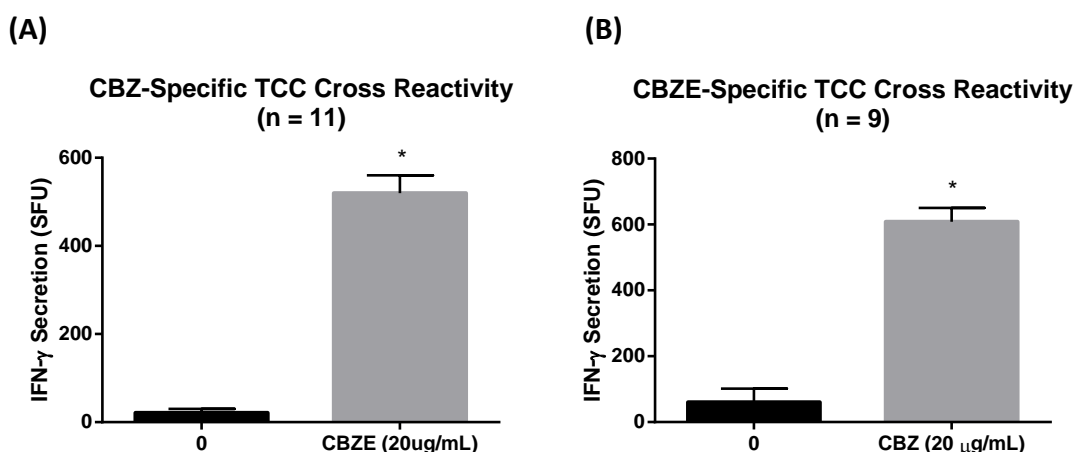 (A)
CBZ-Specific TCC Cross Reactivity
(n = 11)
IFN-γ Secretion (SFU)
600
400
200
0
*
0
CBZE (20ug/mL)
(B)
CBZE-Specific TCC Cross Reactivity
(n = 9)
IFN-γ Secretion (SFU)
800
600
400
200
0
*
0
CBZ (20 µg/mL)